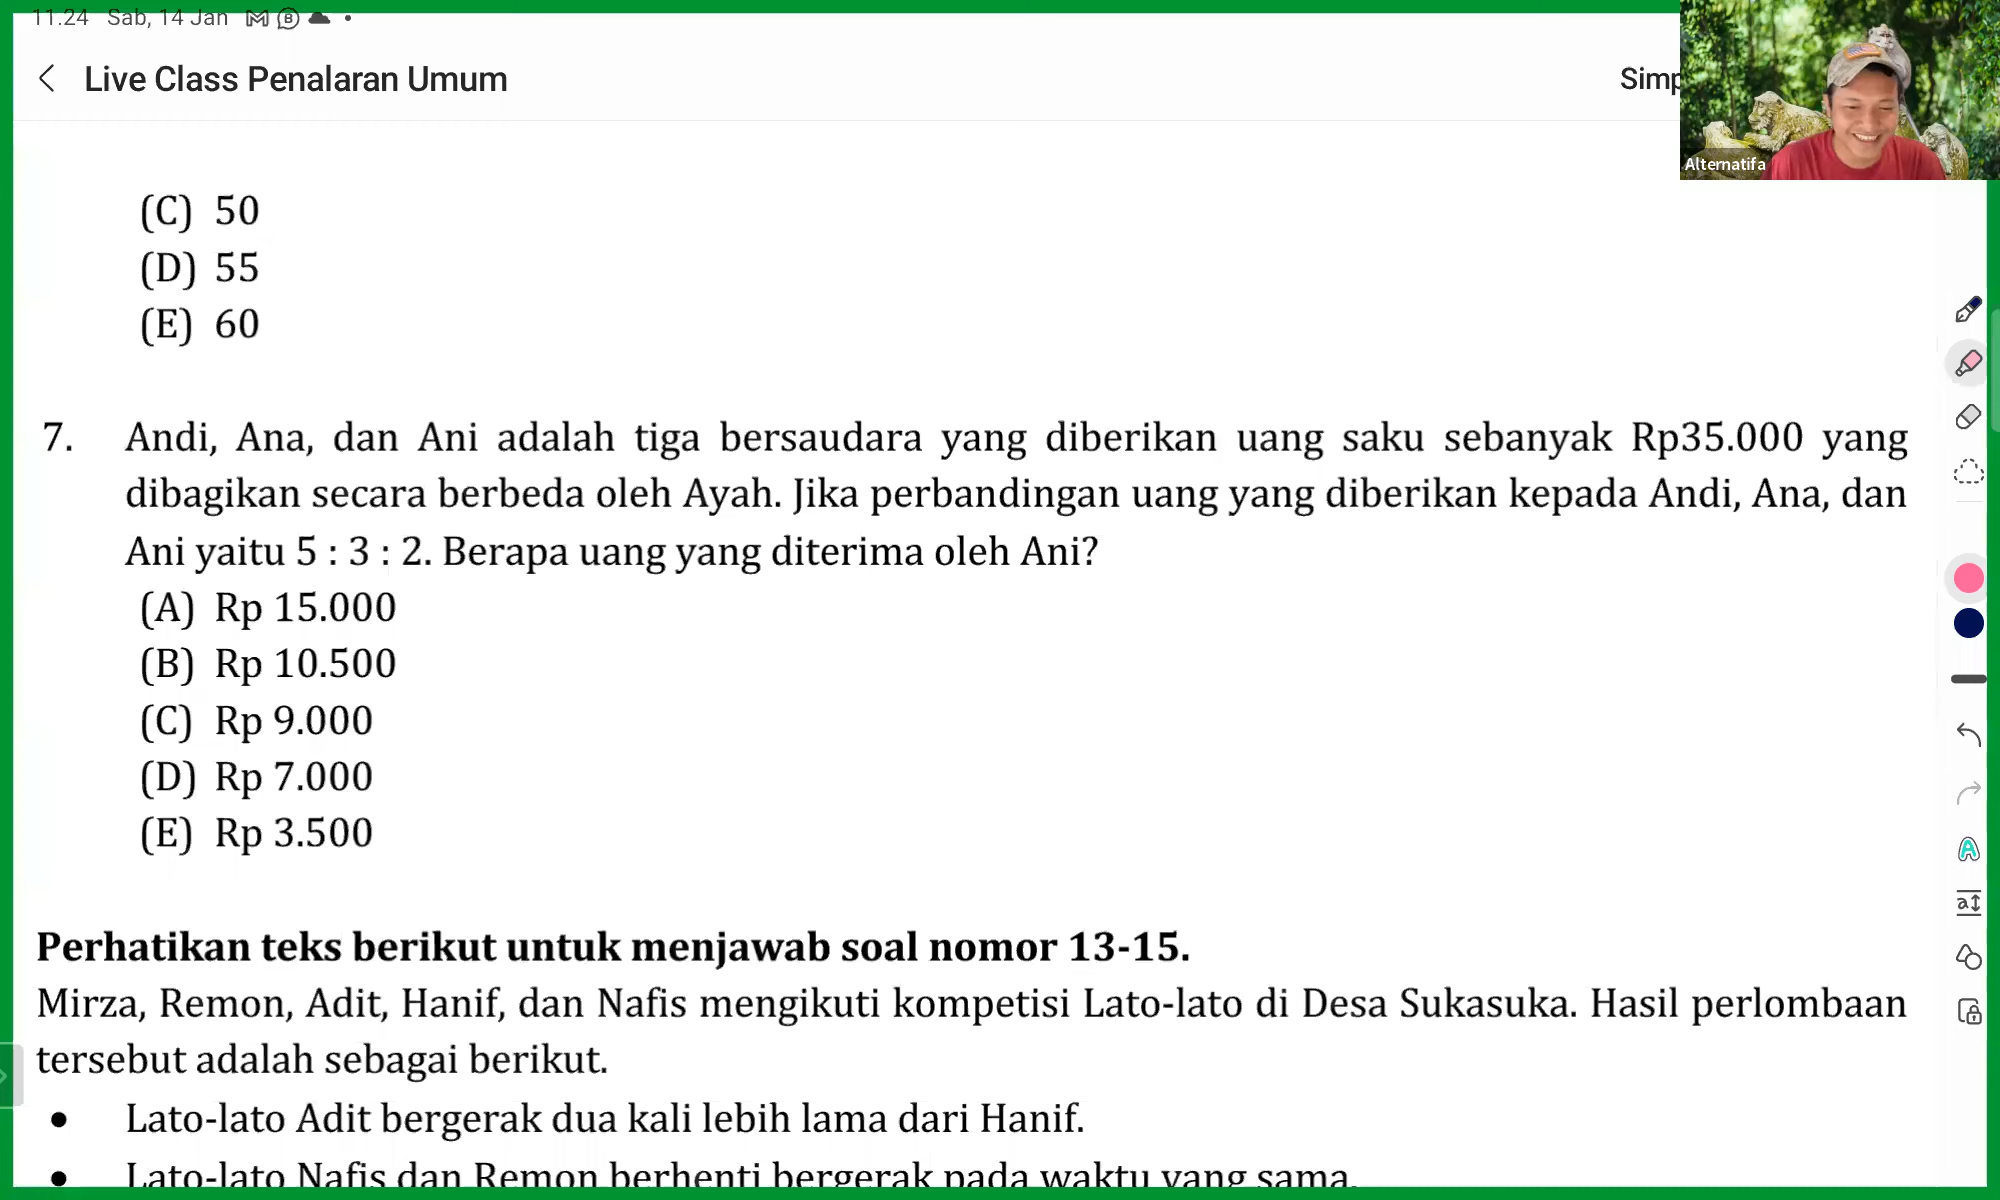 11.24 Sab, 14 Jan
Live Class Penalaran Umum
Simp
Alternatifa
(C) 50
(D) 55
(E) 60
7. Andi, Ana, dan Ani adalah tiga bersaudara yang diberikan uang saku sebanyak Rp35.000 yang
dibagikan secara berbeda oleh Ayah. Jika perbandingan uang yang diberikan kepada Andi, Ana, dan
Ani yaitu 5 : 3 : 2. Berapa uang yang diterima oleh Ani?
(A) Rp 15.000
(B) Rp 10.500
(C) Rp 9.000
(D) Rp 7.000
(E) Rp 3.500
Perhatikan teks berikut untuk menjawab soal nomor 13-15.
Mirza, Remon, Adit, Hanif, dan Nafis mengikuti kompetisi Lato-lato di Desa Sukasuka. Hasil perlombaan
tersebut adalah sebagai berikut.
• Lato-lato Adit bergerak dua kali lebih lama dari Hanif.
• Lato-lato Nafis dan Remon berhenti bergerak pada waktu yang sama.